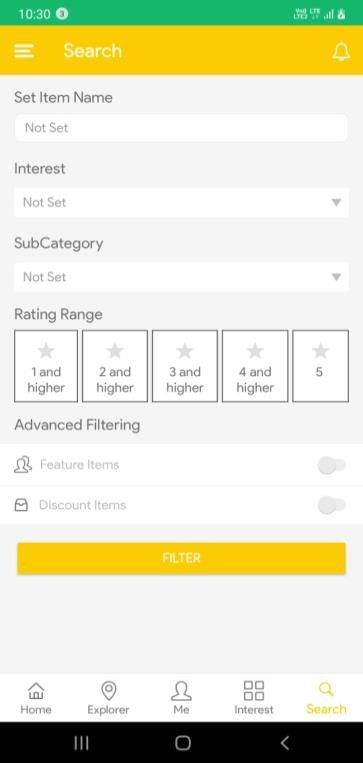 10:30 3
Search
Set Item Name
Not Set
Interest
Not Set
SubCategory
Not Set
Rating Range
1 and higher
2 and higher
3 and higher
4 and higher
5
Advanced Filtering
Feature Items
Discount Items
FILTER
Home
Explorer
Me
Interest
Search